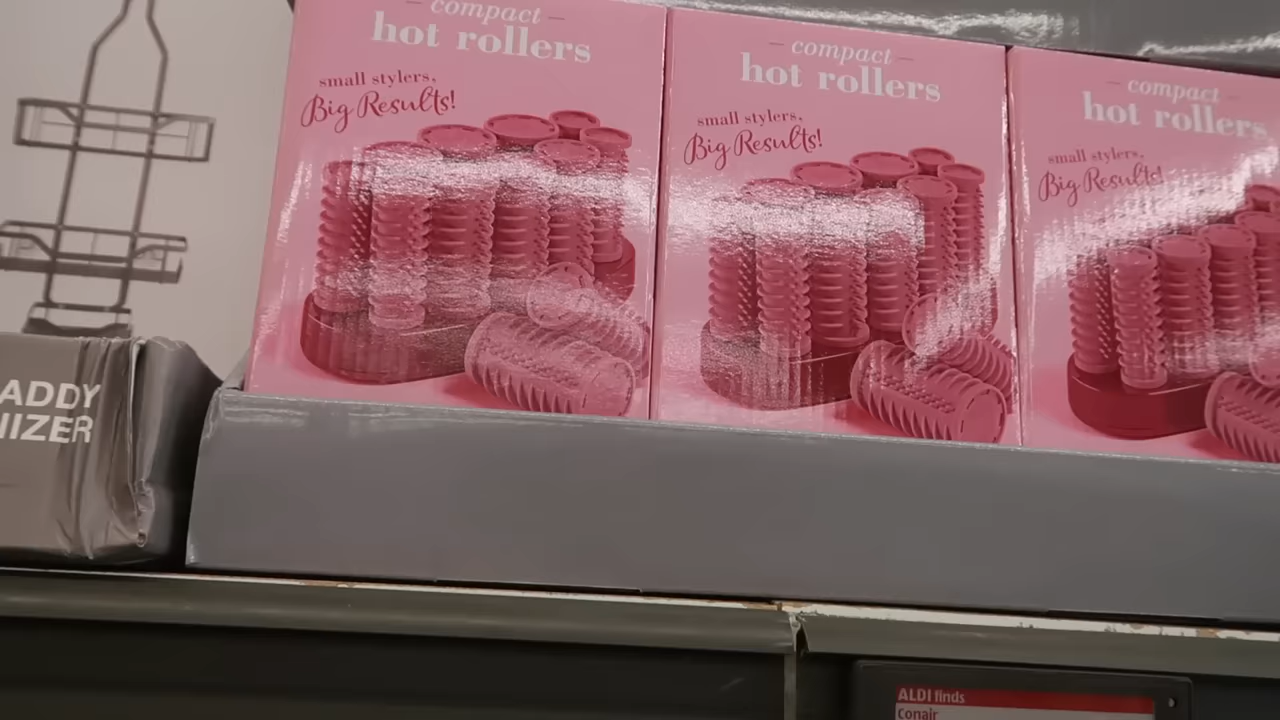 compact
hot rollers
small stylers,
Big Results!
compact
hot rollers
small stylers,
Big Results!
compact
hot rollers
small stylers,
Big Results!
ADDY
NIZER
ALDI finds
Conair